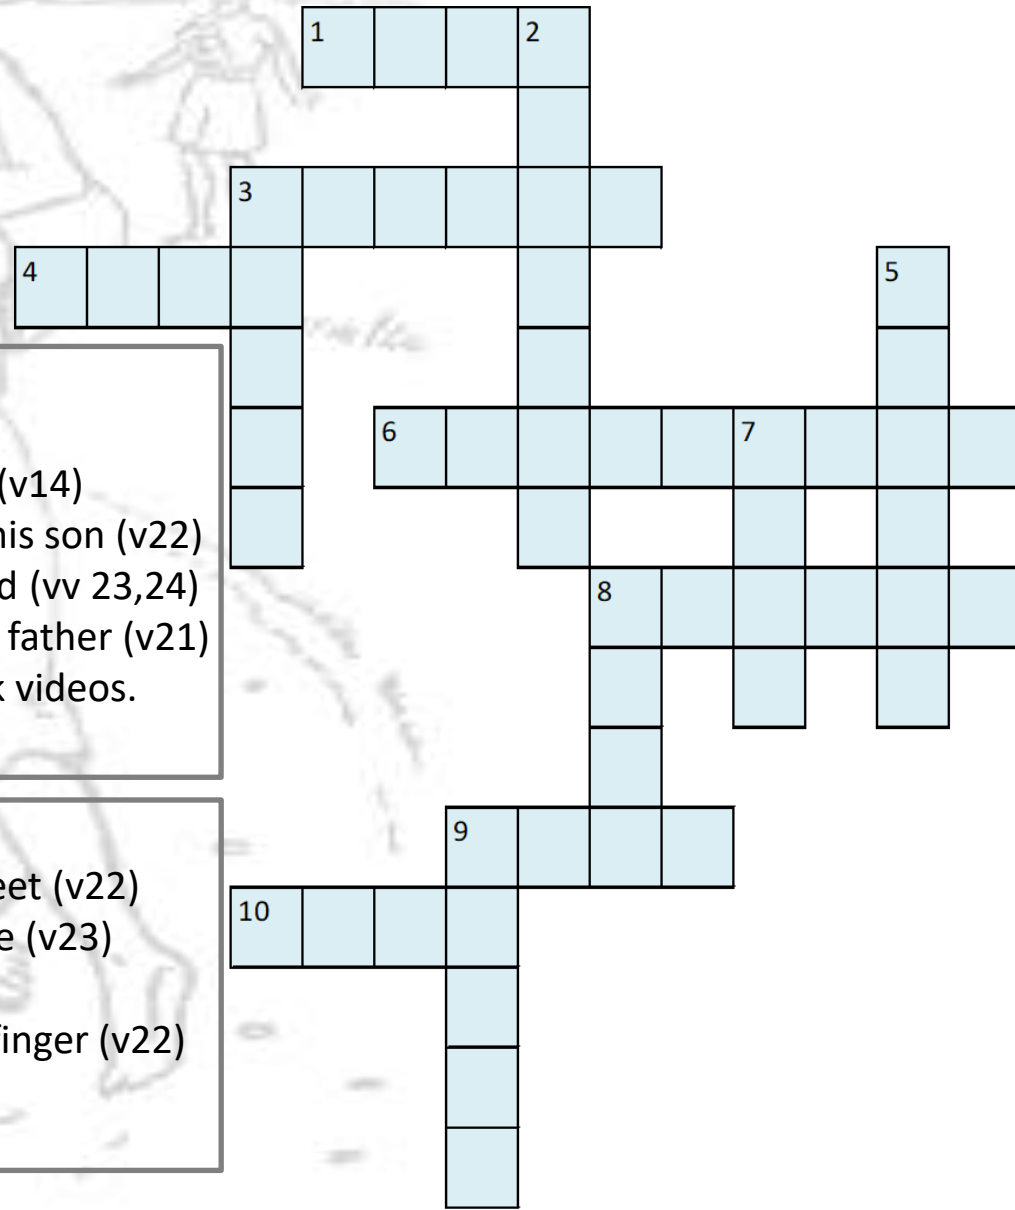 1 2
3
4 5
6 7
(v14)
his son (v22)
d (vv 23,24)
father (v21)
k videos.
8
9
eet (v22)
10
e (v23)
finger (v22)